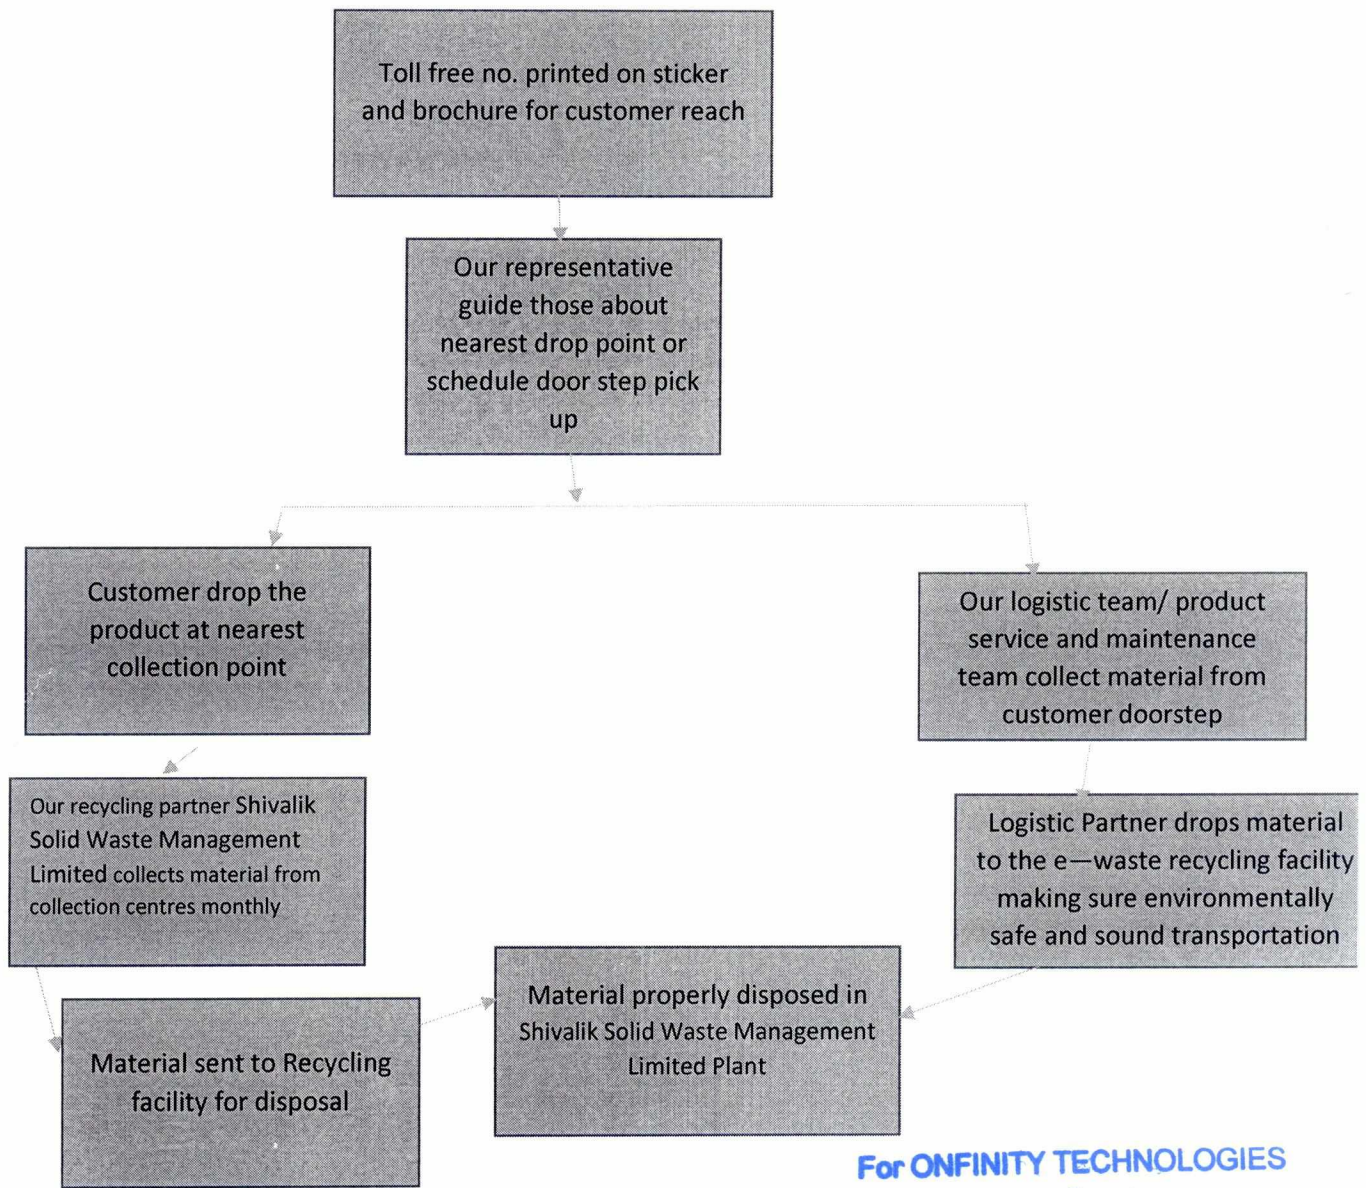 Toll free no. printed on sticker
and brochure for customer reach
Our representative
guide those about
nearest drop point or
schedule door step pick
up
Customer drop the
product at nearest
collection point
Our logistic team/ product
service and maintenance
team collect material from
customer doorstep
Our recycling partner Shivalik
Solid Waste Management
Limited collects material from
collection centres monthly
Logistic Partner drops material
to the e—waste recycling facility
making sure environmentally
safe and sound transportation
Material sent to Recycling
facility for disposal
Material properly disposed in
Shivalik Solid Waste Management
Limited Plant
For ONFINITY TECHNOLOGIES